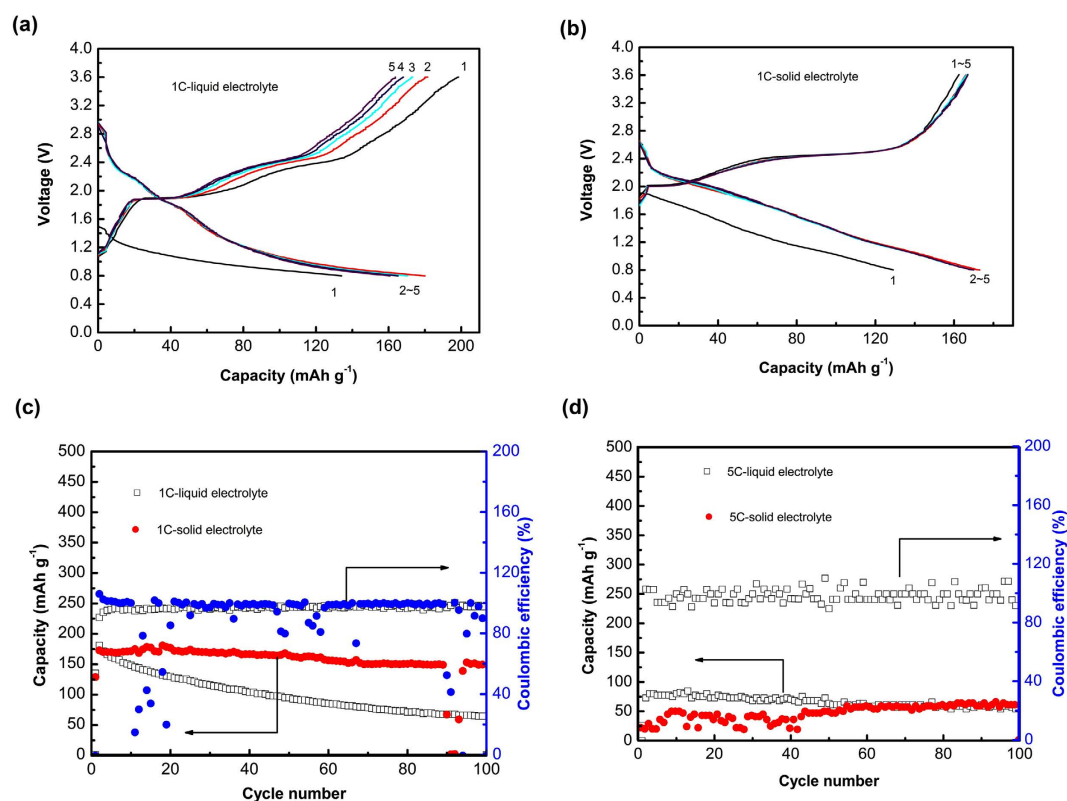 (a)
1C-liquid electrolyte
5 4 3 2 1
1
2~5
Voltage (V)
0.0
0.4
0.8
1.2
1.6
2.0
2.4
2.8
3.2
3.6
4.0
0 40 80 120 160 200
Capacity (mAh g-1)
(b)
1C-solid electrolyte
1~5
1
2~5
Voltage (V)
0.0
0.4
0.8
1.2
1.6
2.0
2.4
2.8
3.2
3.6
4.0
0 40 80 120 160
Capacity (mAh g-1)
(c)
1C-liquid electrolyte
1C-solid electrolyte
Capacity (mAh g-1)
0
50
100
150
200
250
300
350
400
450
500
0 20 40 60 80 100
Cycle number
Coulombic efficiency (%)
0
40
80
120
160
200
(d)
5C-liquid electrolyte
5C-solid electrolyte
Capacity (mAh g-1)
0
50
100
150
200
250
300
350
400
450
500
0 20 40 60 80 100
Cycle number
Coulombic efficiency (%)
0
40
80
120
160
200